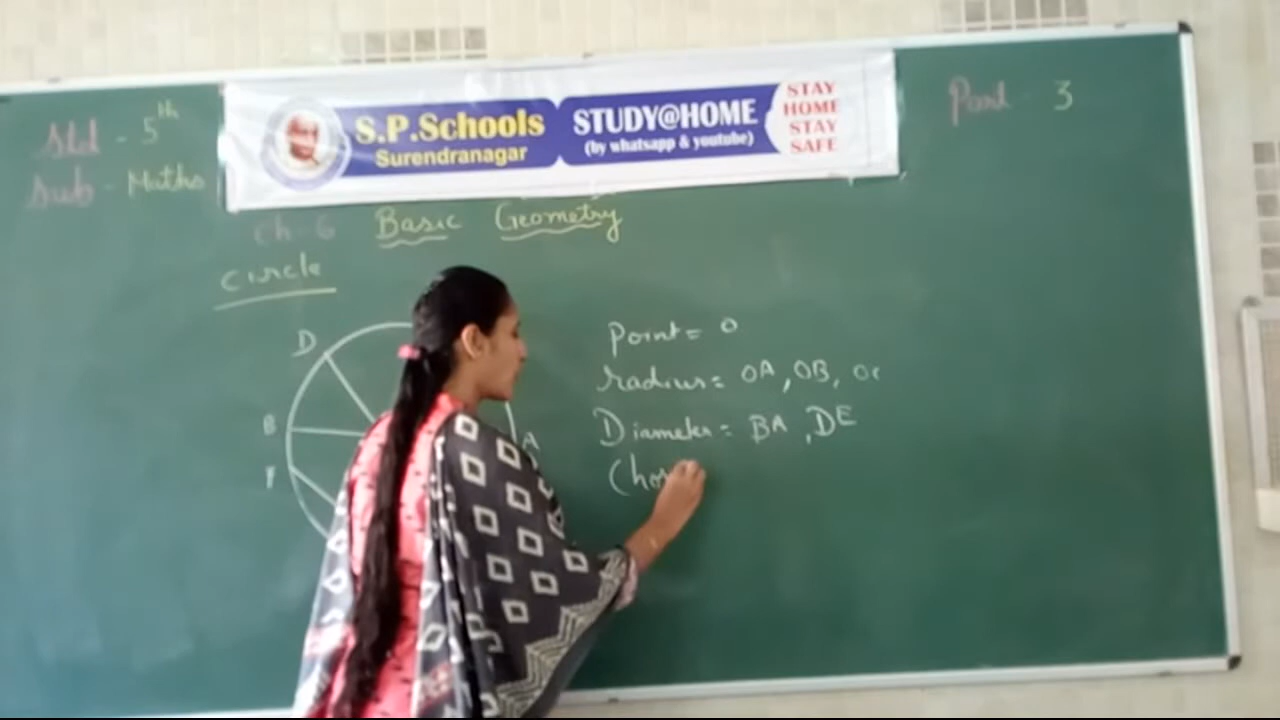 Std - 5th
Sub - Maths
S.P.Schools
Surendranagar
STUDY@HOME
(by whatsapp & youtube)
STAY
HOME
STAY
SAFE
Part - 3
Ch-6 Basic Geometry
circle
D
B
A
Point = O
radius = OA, OB, OC
Diameter = BA, DE
Chor